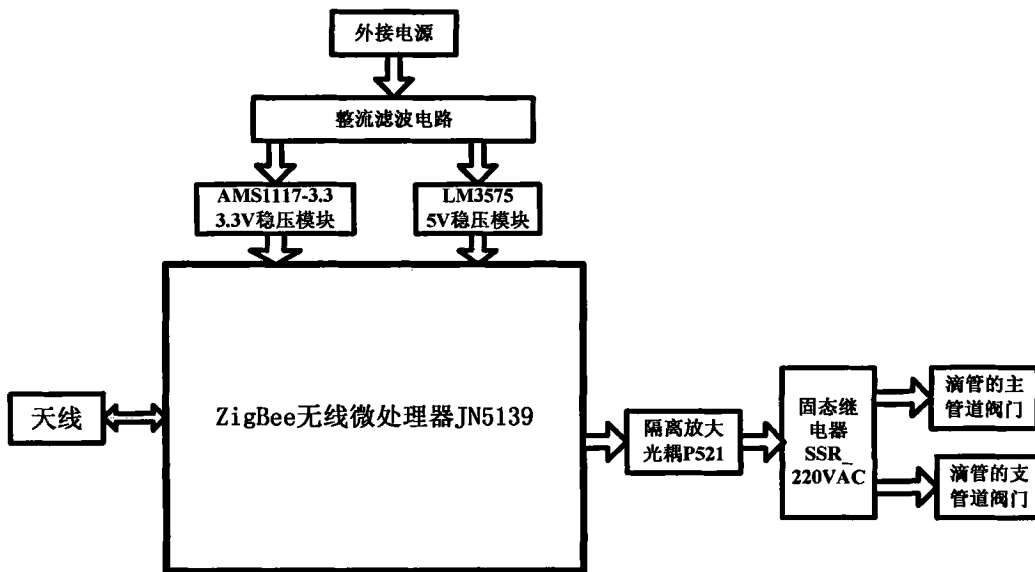 外接电源
整流滤波电路
AMS1117-3.3
3.3V稳压模块
LM3575
5V稳压模块
天线
ZigBee无线微处理器JN5139
隔离放大
光耦P521
固态继
电器
SSR_
220VAC
滴管的主
管道阀门
滴管的支
管道阀门